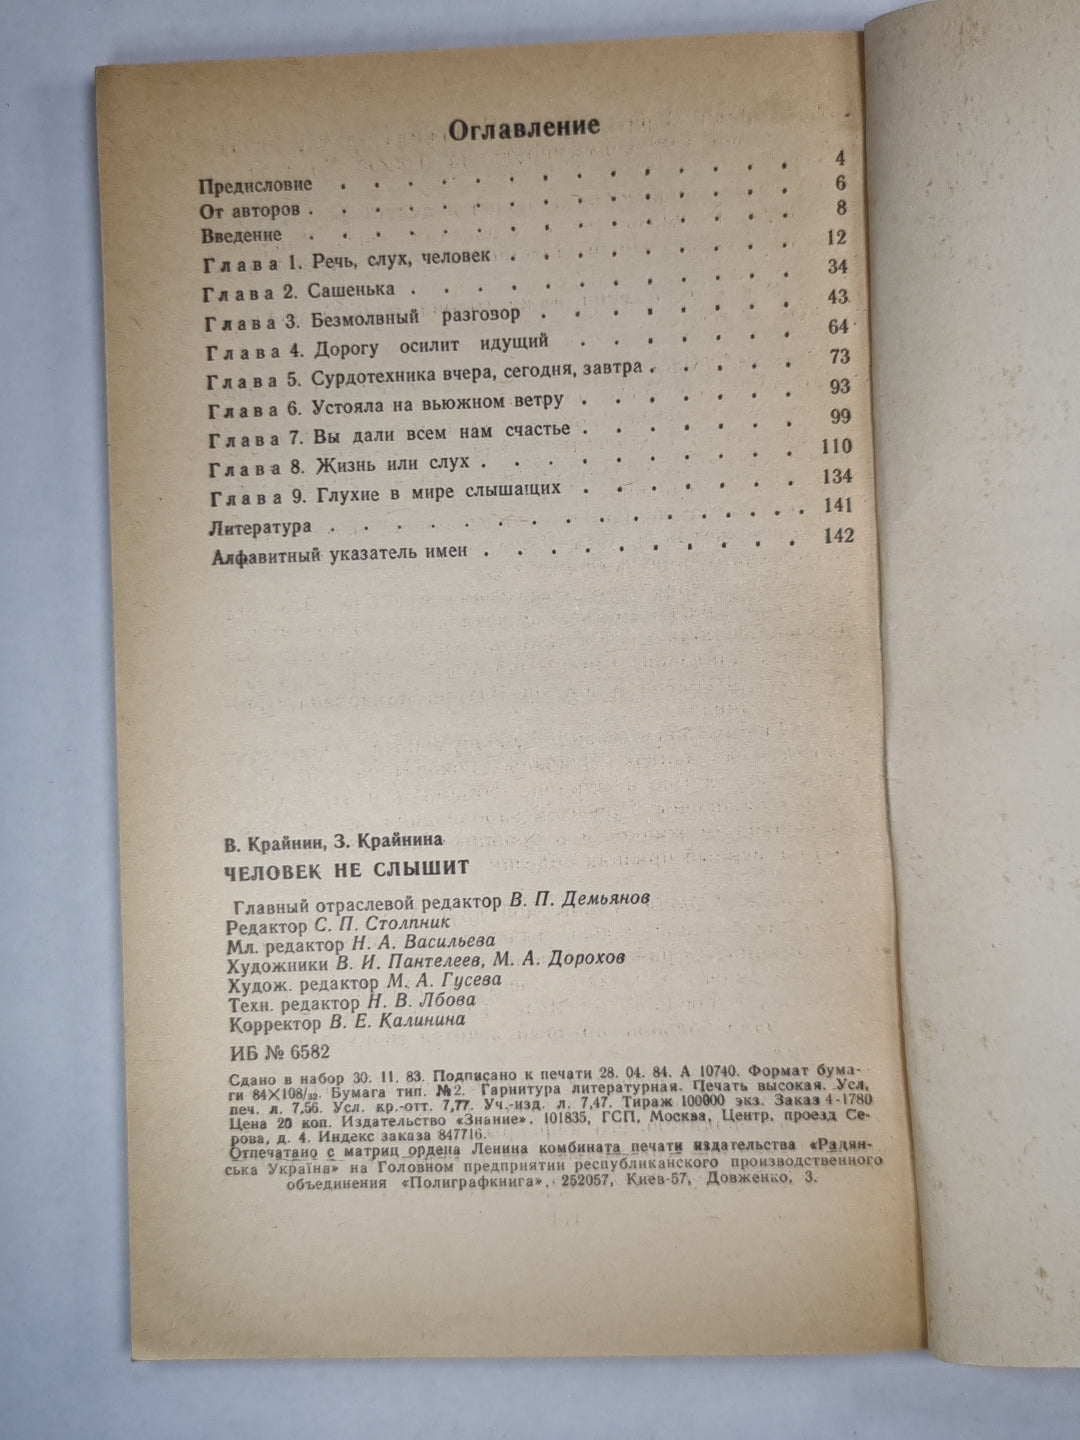 Оглавление
Предисловие . . . . . . . . . . . . . . 4
От авторов . . . . . . . . . . . . . . . 6
Введение . . . . . . . . . . . . . . . 8
Глава 1. Речь, слух, человек . . . . . . . . . 12
Глава 2. Сашенька . . . . . . . . . . . . 34
Глава 3. Безмолвный разговор . . . . . . . . 43
Глава 4. Дорогу осилит идущий . . . . . . . 64
Глава 5. Сурдотехника вчера, сегодня, завтра . . . . . 73
Глава 6. Устояла на вьюжном ветру . . . . . . . 93
Глава 7. Вы дали всем нам счастье . . . . . . . 99
Глава 8. Жизнь или слух . . . . . . . . . . 110
Глава 9. Глухие в мире слышащих . . . . . . . 134
Литература . . . . . . . . . . . . . . . 141
Алфавитный указатель имен . . . . . . . . . . 142
В. Крайнин, З. Крайнина
ЧЕЛОВЕК НЕ СЛЫШИТ
Главный отраслевой редактор В. П. Демьянов
Редактор С. П. Столпник
Мл. редактор Н. А. Васильева
Художники В. И. Пантелеев, М. А. Дорохов
Худож. редактор М. А. Гусева
Техн. редактор Н. В. Лбова
Корректор В. Е. Калинина
ИБ № 6582
Сдано в набор 30. 11. 83. Подписано к печати 28. 04. 84. А 10740. Формат бума-
ги 84×108/32. Бумага тип. №2. Гарнитура литературная. Печать высокая. Усл.
печ. л. 7,56. Усл. кр.-отт. 7,77. Уч.-изд. л. 7,47. Тираж 100000 экз. Заказ 4-1780
Цена 20 коп. Издательство «Знание». 101835, ГСП, Москва, Центр, проезд Се-
рова, д. 4. Индекс заказа 847716.
Отпечатано с матриц ордена Ленина комбината печати издательства «Радян-
ська Україна» на Головном предприятии республиканского производственного
объединения «Полиграфкнига», 252057, Киев-57, Довженко, 3.